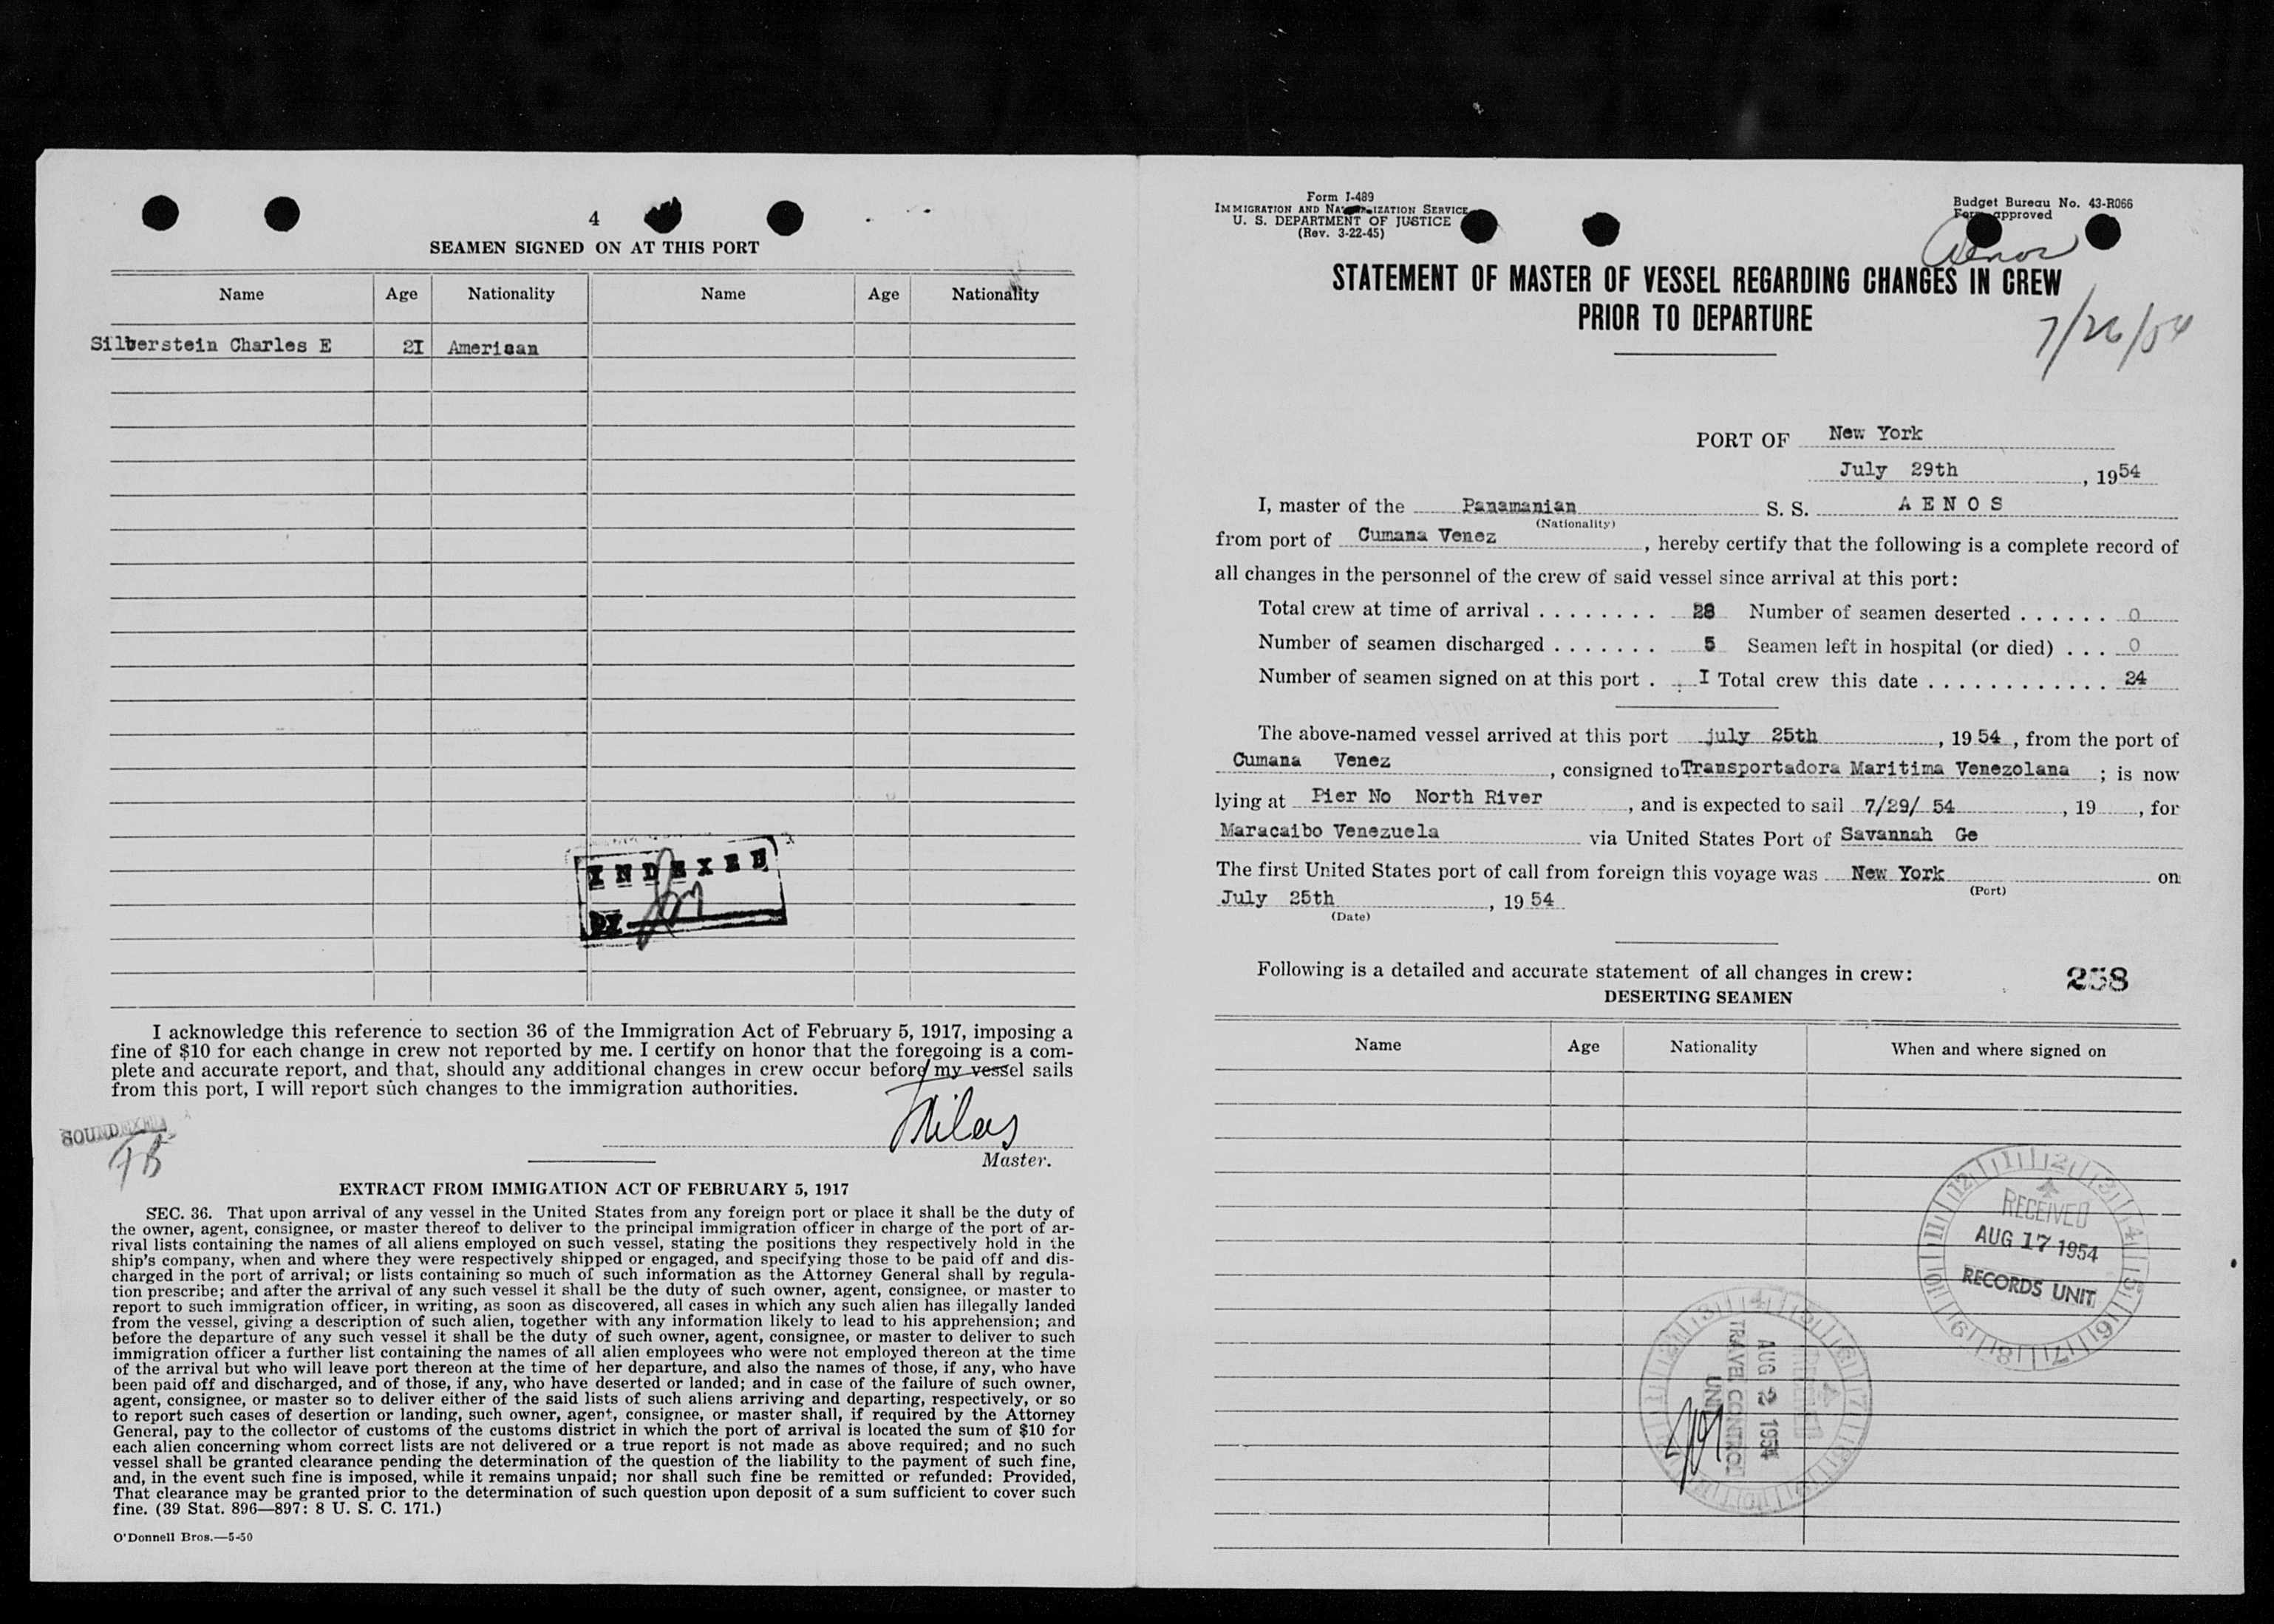 4
SEAMEN SIGNED ON AT THIS PORT
Name Age Nationality Name Age Nationality
Silberstein Charles E 2I American
INDEXED
BY
I acknowledge this reference to section 36 of the Immigration Act of February 5, 1917, imposing a
fine of $10 for each change in crew not reported by me. I certify on honor that the foregoing is a com-
plete and accurate report, and that, should any additional changes in crew occur before my vessel sails
from this port, I will report such changes to the immigration authorities.
SOUNDEXED
Master.
EXTRACT FROM IMMIGATION ACT OF FEBRUARY 5, 1917
SEC. 36. That upon arrival of any vessel in the United States from any foreign port or place it shall be the duty of
the owner, agent, consignee, or master thereof to deliver to the principal immigration officer in charge of the port of ar-
rival lists containing the names of all aliens employed on such vessel, stating the positions they respectively hold in the
ship's company, when and where they were respectively shipped or engaged, and specifying those to be paid off and dis-
charged in the port of arrival; or lists containing so much of such information as the Attorney General shall by regula-
tion prescribe; and after the arrival of any such vessel it shall be the duty of such owner, agent, consignee, or master to
report to such immigration officer, in writing, as soon as discovered, all cases in which any such alien has illegally landed
from the vessel, giving a description of such alien, together with any information likely to lead to his apprehension; and
before the departure of any such vessel it shall be the duty of such owner, agent, consignee, or master to deliver to such
immigration officer a further list containing the names of all alien employees who were not employed thereon at the time
of the arrival but who will leave port thereon at the time of her departure, and also the names of those, if any, who have
been paid off and discharged, and of those, if any, who have deserted or landed; and in case of the failure of such owner,
agent, consignee, or master so to deliver either of the said lists of such aliens arriving and departing, respectively, or so
to report such cases of desertion or landing, such owner, agent, consignee, or master shall, if required by the Attorney
General, pay to the collector of customs of the customs district in which the port of arrival is located the sum of $10 for
each alien concerning whom correct lists are not delivered or a true report is not made as above required; and no such
vessel shall be granted clearance pending the determination of the question of the liability to the payment of such fine,
and, in the event such fine is imposed, while it remains unpaid; nor shall such fine be remitted or refunded: Provided,
That clearance may be granted prior to the determination of such question upon deposit of a sum sufficient to cover such
fine. (39 Stat. 896—897: 8 U. S. C. 171.)
O'Donnell Bros.—5-50
Form I-489
IMMIGRATION AND NATURALIZATION SERVICE
U. S. DEPARTMENT OF JUSTICE
(Rev. 3-22-45)
Budget Bureau No. 43-R066
Form approved
Aenos
STATEMENT OF MASTER OF VESSEL REGARDING CHANGES IN CREW
PRIOR TO DEPARTURE
7/26/54
PORT OF New York
July 29th , 1954
I, master of the Panamanian S. S. A E N O S
(Nationality)
from port of Cumana Venez , hereby certify that the following is a complete record of
all changes in the personnel of the crew of said vessel since arrival at this port:
Total crew at time of arrival . . . . . . . . 28 Number of seamen deserted . . . . . . 0
Number of seamen discharged . . . . . . . 5 Seamen left in hospital (or died) . . . 0
Number of seamen signed on at this port . . I Total crew this date . . . . . . . . . . . . 24
The above-named vessel arrived at this port july 25th , 19 54 , from the port of
Cumana Venez , consigned to Transportadora Maritima Venezolana ; is now
lying at Pier No North River , and is expected to sail 7/29/ 54 , 19 , for
Maracaibo Venezuela via United States Port of Savannah Ge
The first United States port of call from foreign this voyage was New York on
(Port)
July 25th , 19 54
(Date)
Following is a detailed and accurate statement of all changes in crew: 258
DESERTING SEAMEN
Name Age Nationality When and where signed on
RECEIVED
AUG 17 1954
RECORDS UNIT
RECEIVED
AUG 2 1954
TRAVEL CONTROL
UNIT